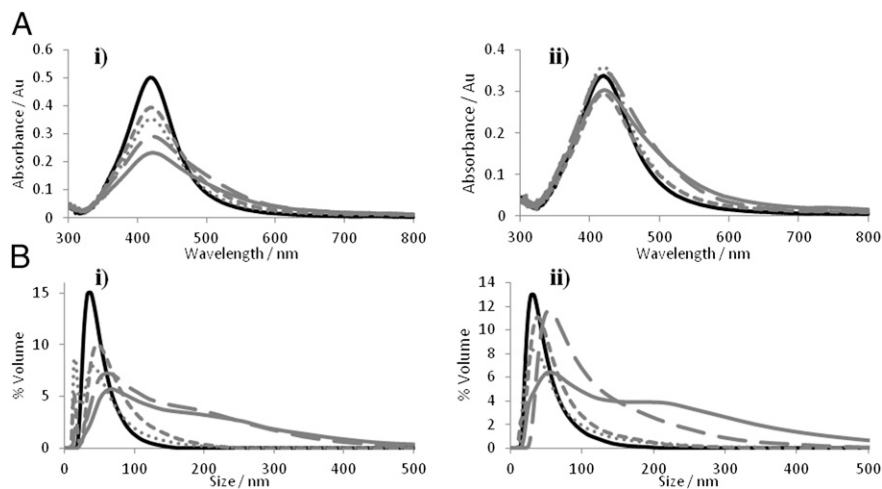 A
i)
0.6
0.5
0.4
0.3
0.2
0.1
0
Absorbance / Au
300 400 500 600 700 800
Wavelength / nm
ii)
0.4
0.3
0.2
0.1
0
Absorbance / Au
300 400 500 600 700 800
Wavelength / nm
B
i)
15
10
5
0
% Volume
0 100 200 300 400 500
Size / nm
ii)
14
12
10
8
6
4
2
0
% Volume
0 100 200 300 400 500
Size / nm